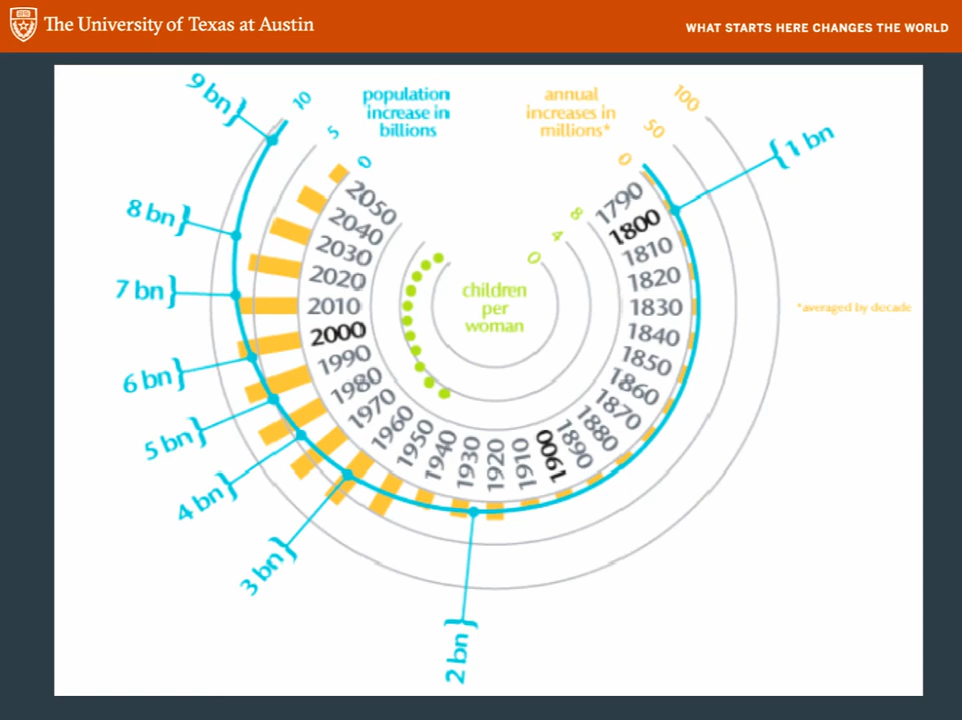 The University of Texas at Austin
WHAT STARTS HERE CHANGES THE WORLD
9 bn}
10
5
0
population
increase in
billions
annual
increases in
millions*
0
50
100
{1 bn
8 bn}
7 bn}
6 bn}
5 bn}
4 bn}
3 bn}
2 bn}
2050
2040
2030
2020
2010
2000
1990
1980
1970
1960
1950
1940
1930
1920
1910
1900
1890
1880
1870
1860
1850
1840
1830
1820
1810
1800
1790
8
4
0
children
per
woman
*averaged by decade